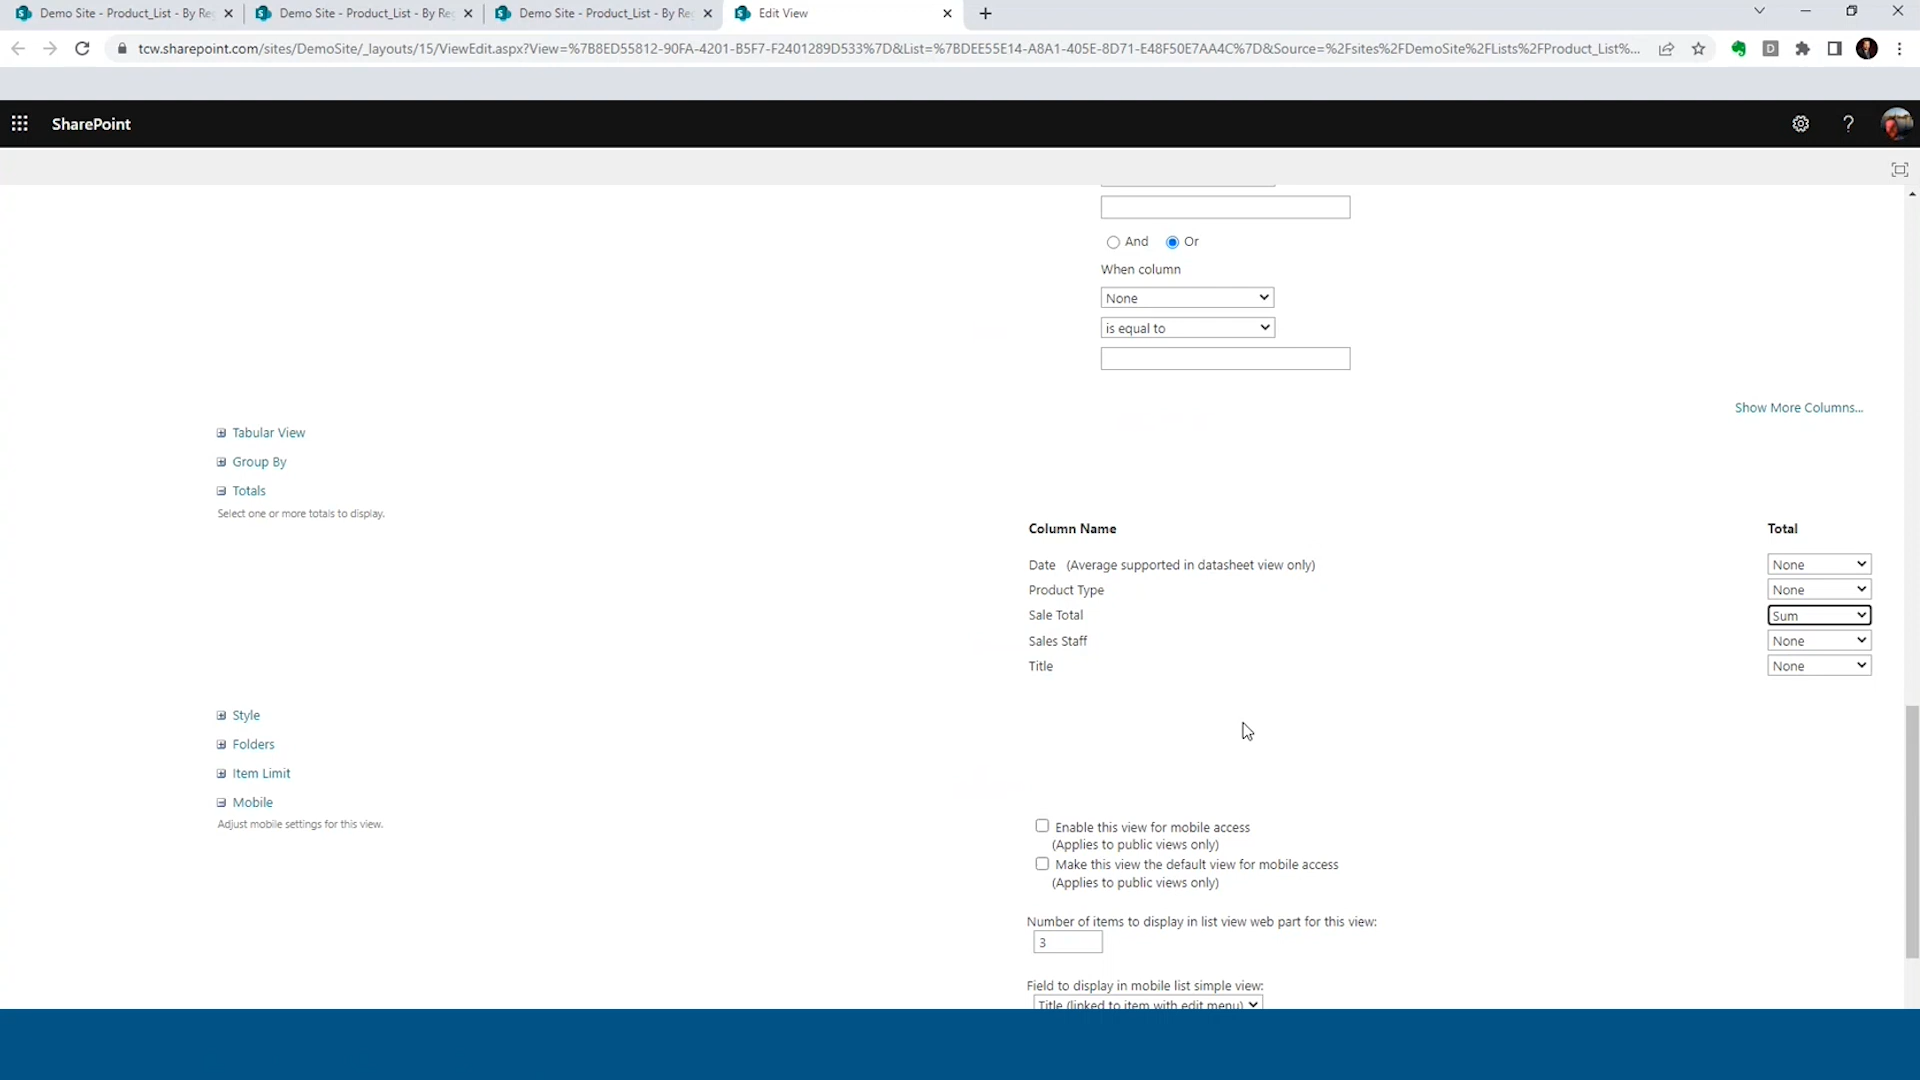 Demo Site - Product_List - By Re
Demo Site - Product_List - By Re
Demo Site - Product_List - By Re
Edit View
tcw.sharepoint.com/sites/DemoSite/_layouts/15/ViewEdit.aspx?View=%7B8ED55812-90FA-4201-B5F7-F2401289D533%7D&List=%7BDEE55E14-A8A1-405E-8D71-E48F50E7AA4C%7D&Source=%2Fsites%2FDemoSite%2FLists%2FProduct_List%...
SharePoint
And
Or
When column
None
is equal to
Show More Columns...
Tabular View
Group By
Totals
Select one or more totals to display.
Column Name
Total
Date (Average supported in datasheet view only)
None
Product Type
None
Sale Total
Sum
Sales Staff
None
Title
None
Style
Folders
Item Limit
Mobile
Adjust mobile settings for this view.
Enable this view for mobile access
(Applies to public views only)
Make this view the default view for mobile access
(Applies to public views only)
Number of items to display in list view web part for this view:
3
Field to display in mobile list simple view:
Title (linked to item with edit menu)